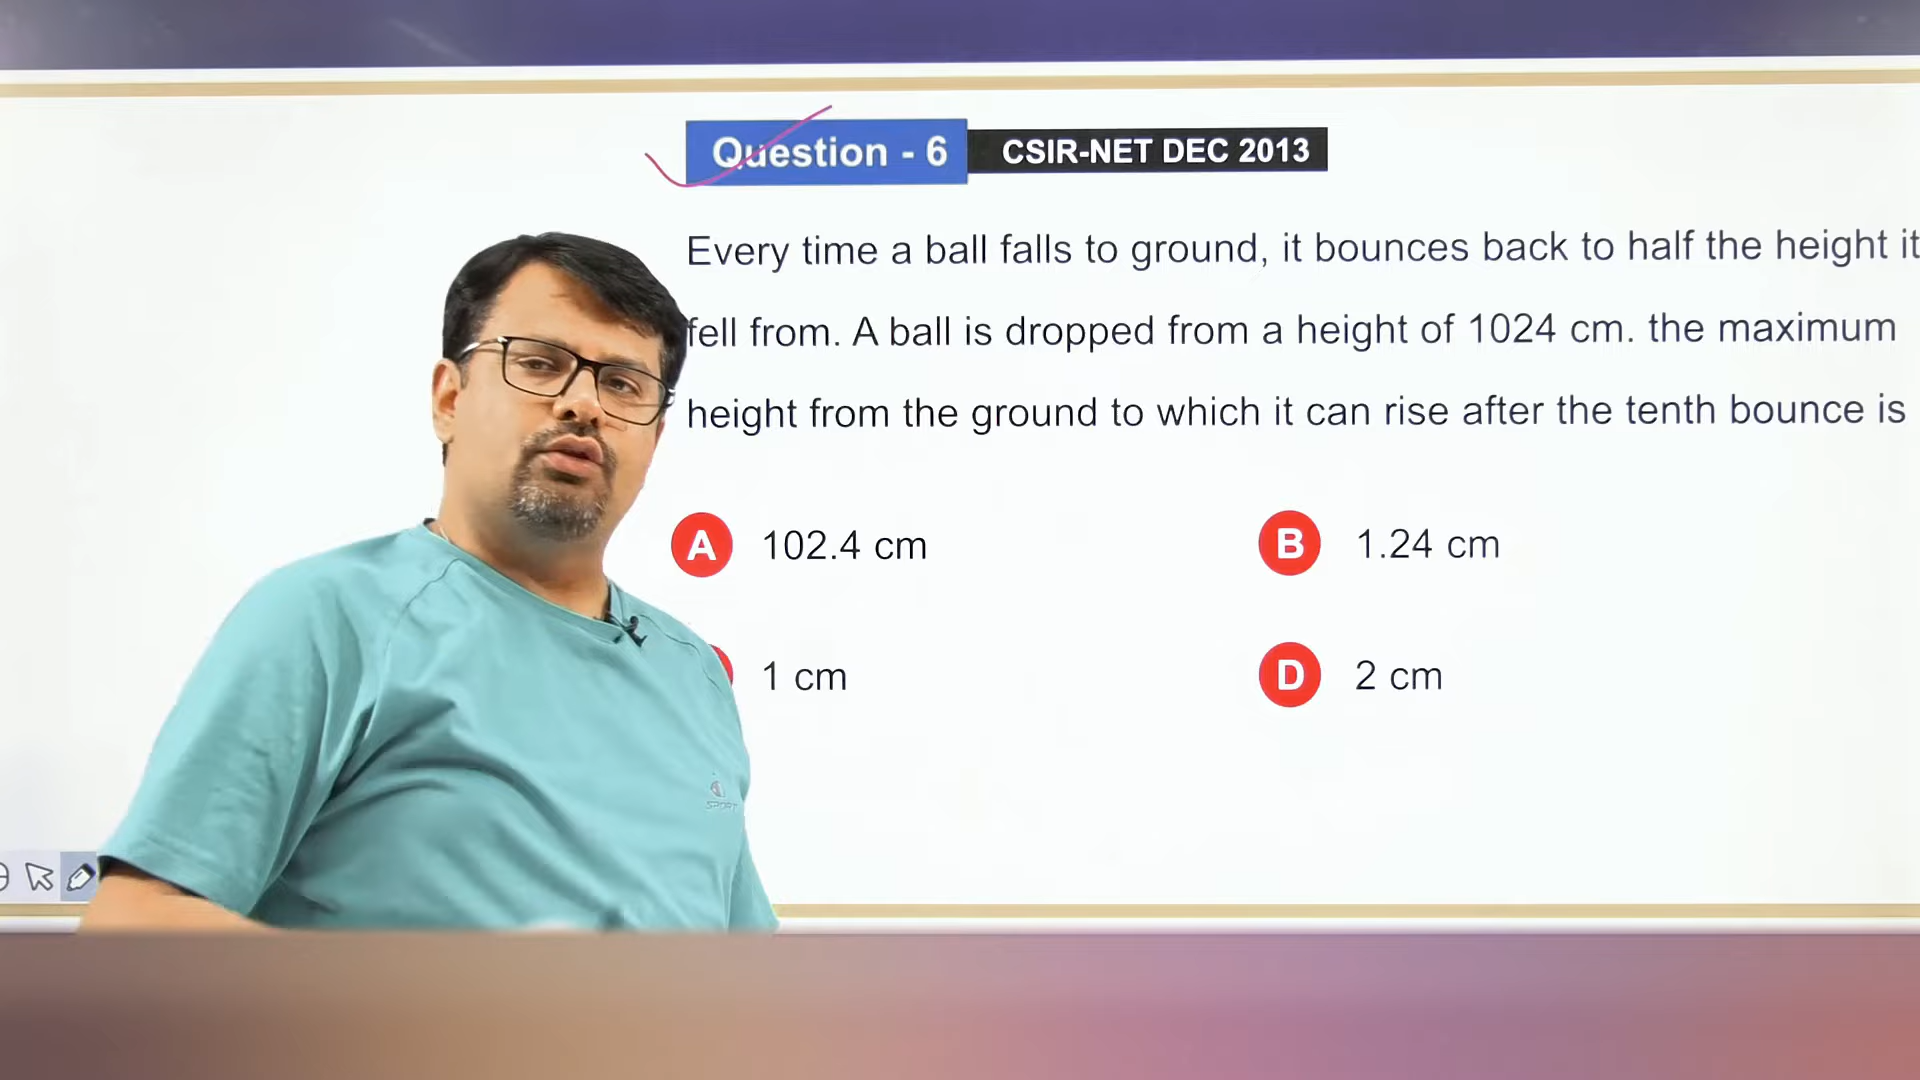 Question - 6 CSIR-NET DEC 2013
Every time a ball falls to ground, it bounces back to half the height it
fell from. A ball is dropped from a height of 1024 cm. the maximum
height from the ground to which it can rise after the tenth bounce is
A 102.4 cm B 1.24 cm
1 cm D 2 cm
SPORT